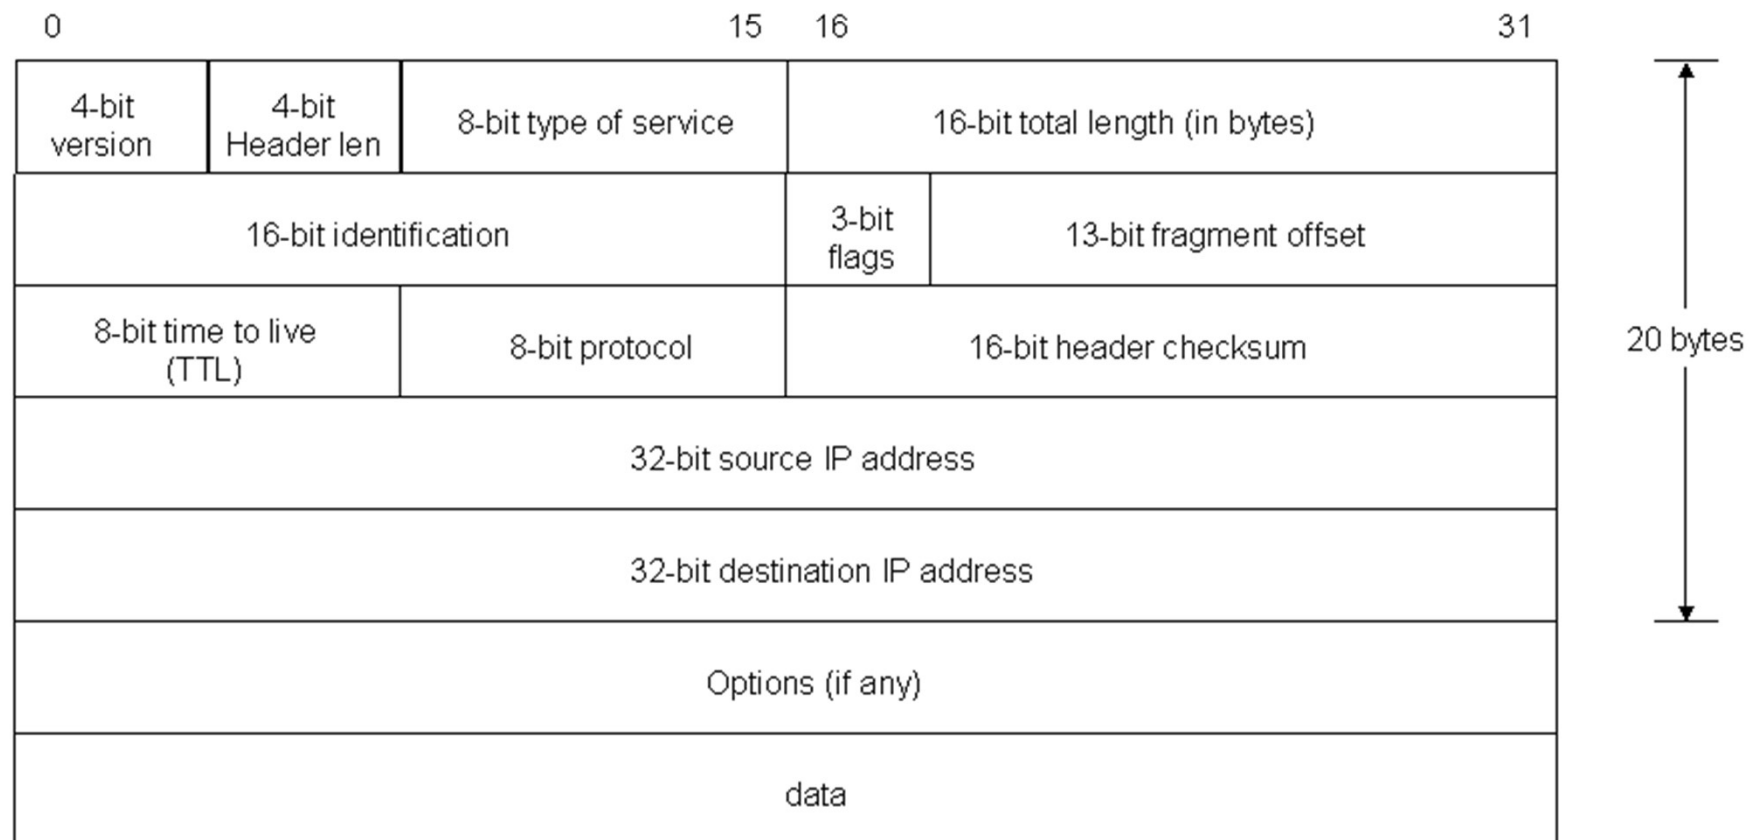 0 15 16 31
4-bit
version
4-bit
Header len
8-bit type of service
16-bit total length (in bytes)
16-bit identification
3-bit
flags
13-bit fragment offset
8-bit time to live
(TTL)
8-bit protocol
16-bit header checksum
20 bytes
32-bit source IP address
32-bit destination IP address
Options (if any)
data